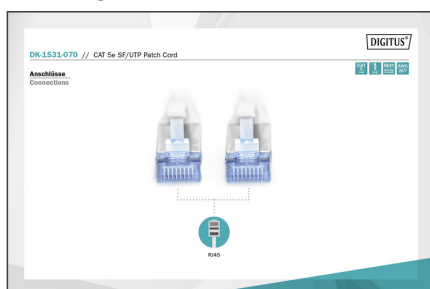 DIGITUS®
DK-1531-070 // CAT 5e SF/UTP Patch Cord
Anschlüsse
Connections
RJ45